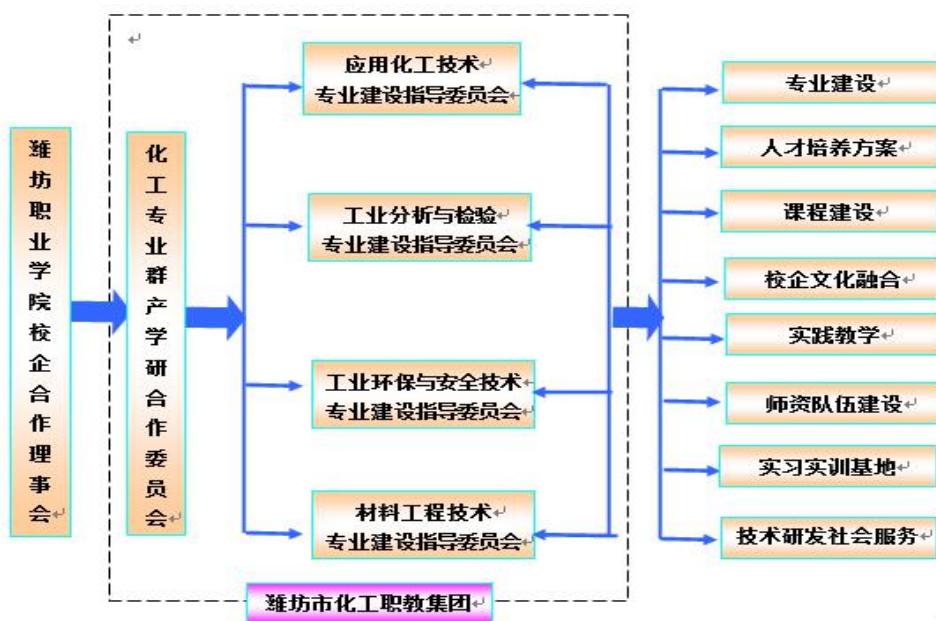 潍坊职业学院校企合作理事会
化工专业群产学研合作委员会
应用化工技术
专业建设指导委员会
工业分析与检验
专业建设指导委员会
工业环保与安全技术
专业建设指导委员会
材料工程技术
专业建设指导委员会
潍坊市化工职教集团
专业建设
人才培养方案
课程建设
校企文化融合
实践教学
师资队伍建设
实习实训基地
技术研发社会服务